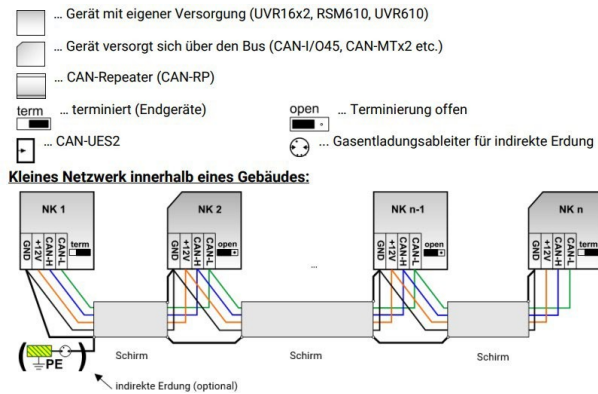 … Gerät mit eigener Versorgung (UVR16x2, RSM610, UVR610)
… Gerät versorgt sich über den Bus (CAN-I/O45, CAN-MTx2 etc.)
… CAN-Repeater (CAN-RP)
term … terminiert (Endgeräte) open … Terminierung offen
… CAN-UES2 … Gasentladungsableiter für indirekte Erdung
Kleines Netzwerk innerhalb eines Gebäudes:
NK 1 NK 2 NK n-1 NK n
GND +12V CAN-H CAN-L term GND +12V CAN-H CAN-L open GND +12V CAN-H CAN-L open GND +12V CAN-H CAN-L term
...
Schirm Schirm Schirm
( PE )
indirekte Erdung (optional)